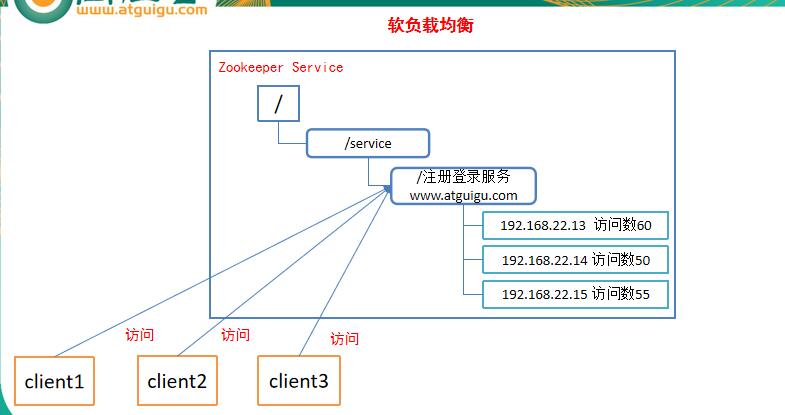 www.atguigu.com
软负载均衡
Zookeeper Service
/
/service
/注册登录服务
www.atguigu.com
192.168.22.13 访问数60
192.168.22.14 访问数50
192.168.22.15 访问数55
访问
访问
访问
client1
client2
client3